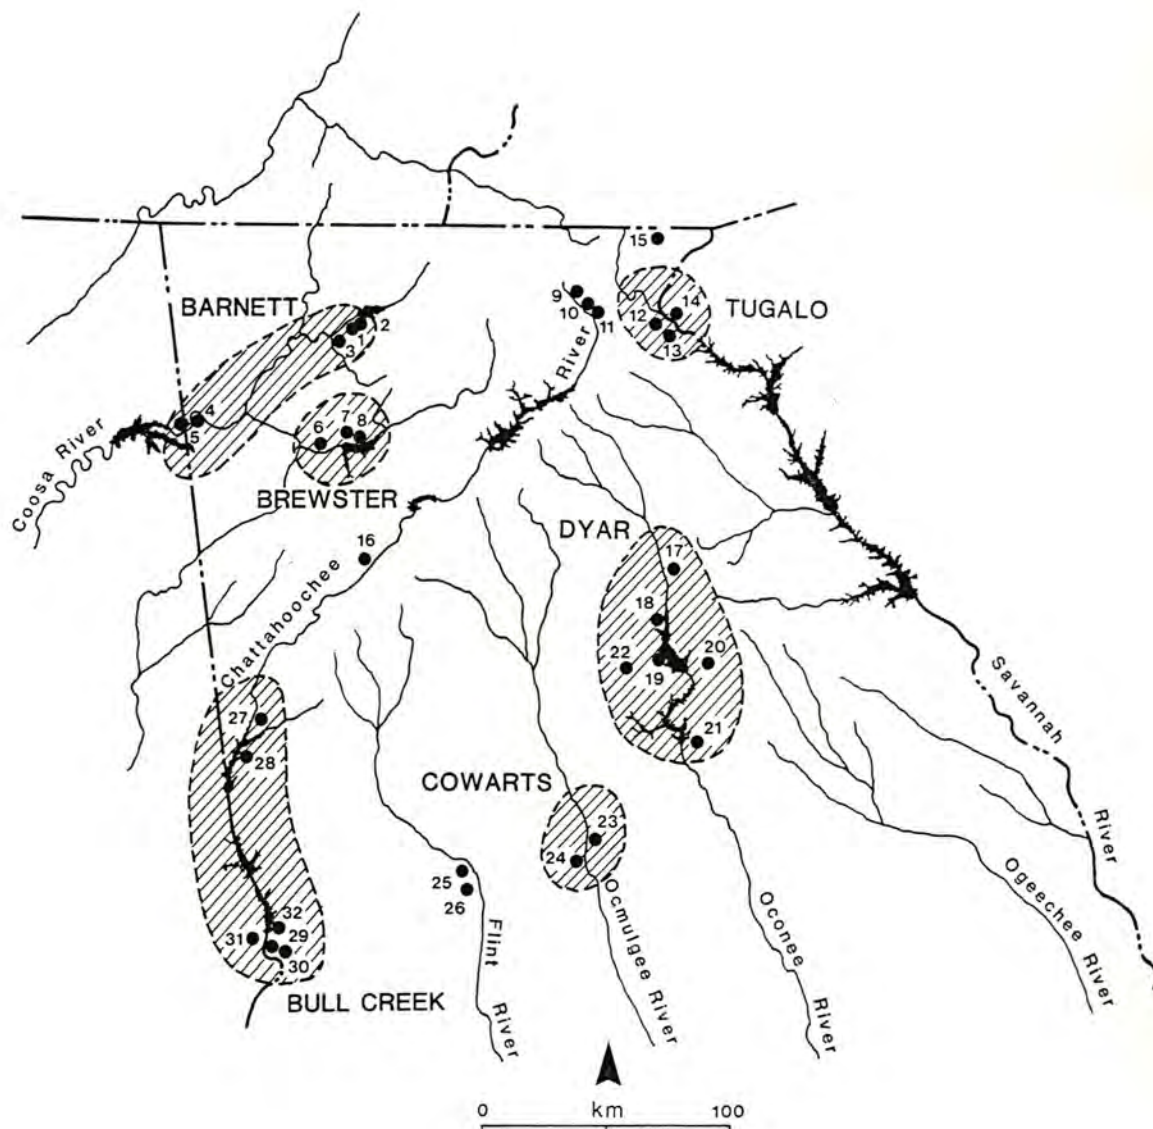 15
BARNETT
9
10
11
River
12
14
13
TUGALO
2
1
3
4
5
6
7
8
Coosa River
BREWSTER
DYAR
16
17
Chattahoochee
18
22
19
20
21
Savannah
River
27
28
COWARTS
23
24
25
26
Flint
River
Ocmulgee River
Oconee
River
Ogeechee River
32
31
29
30
BULL CREEK
0
km
100